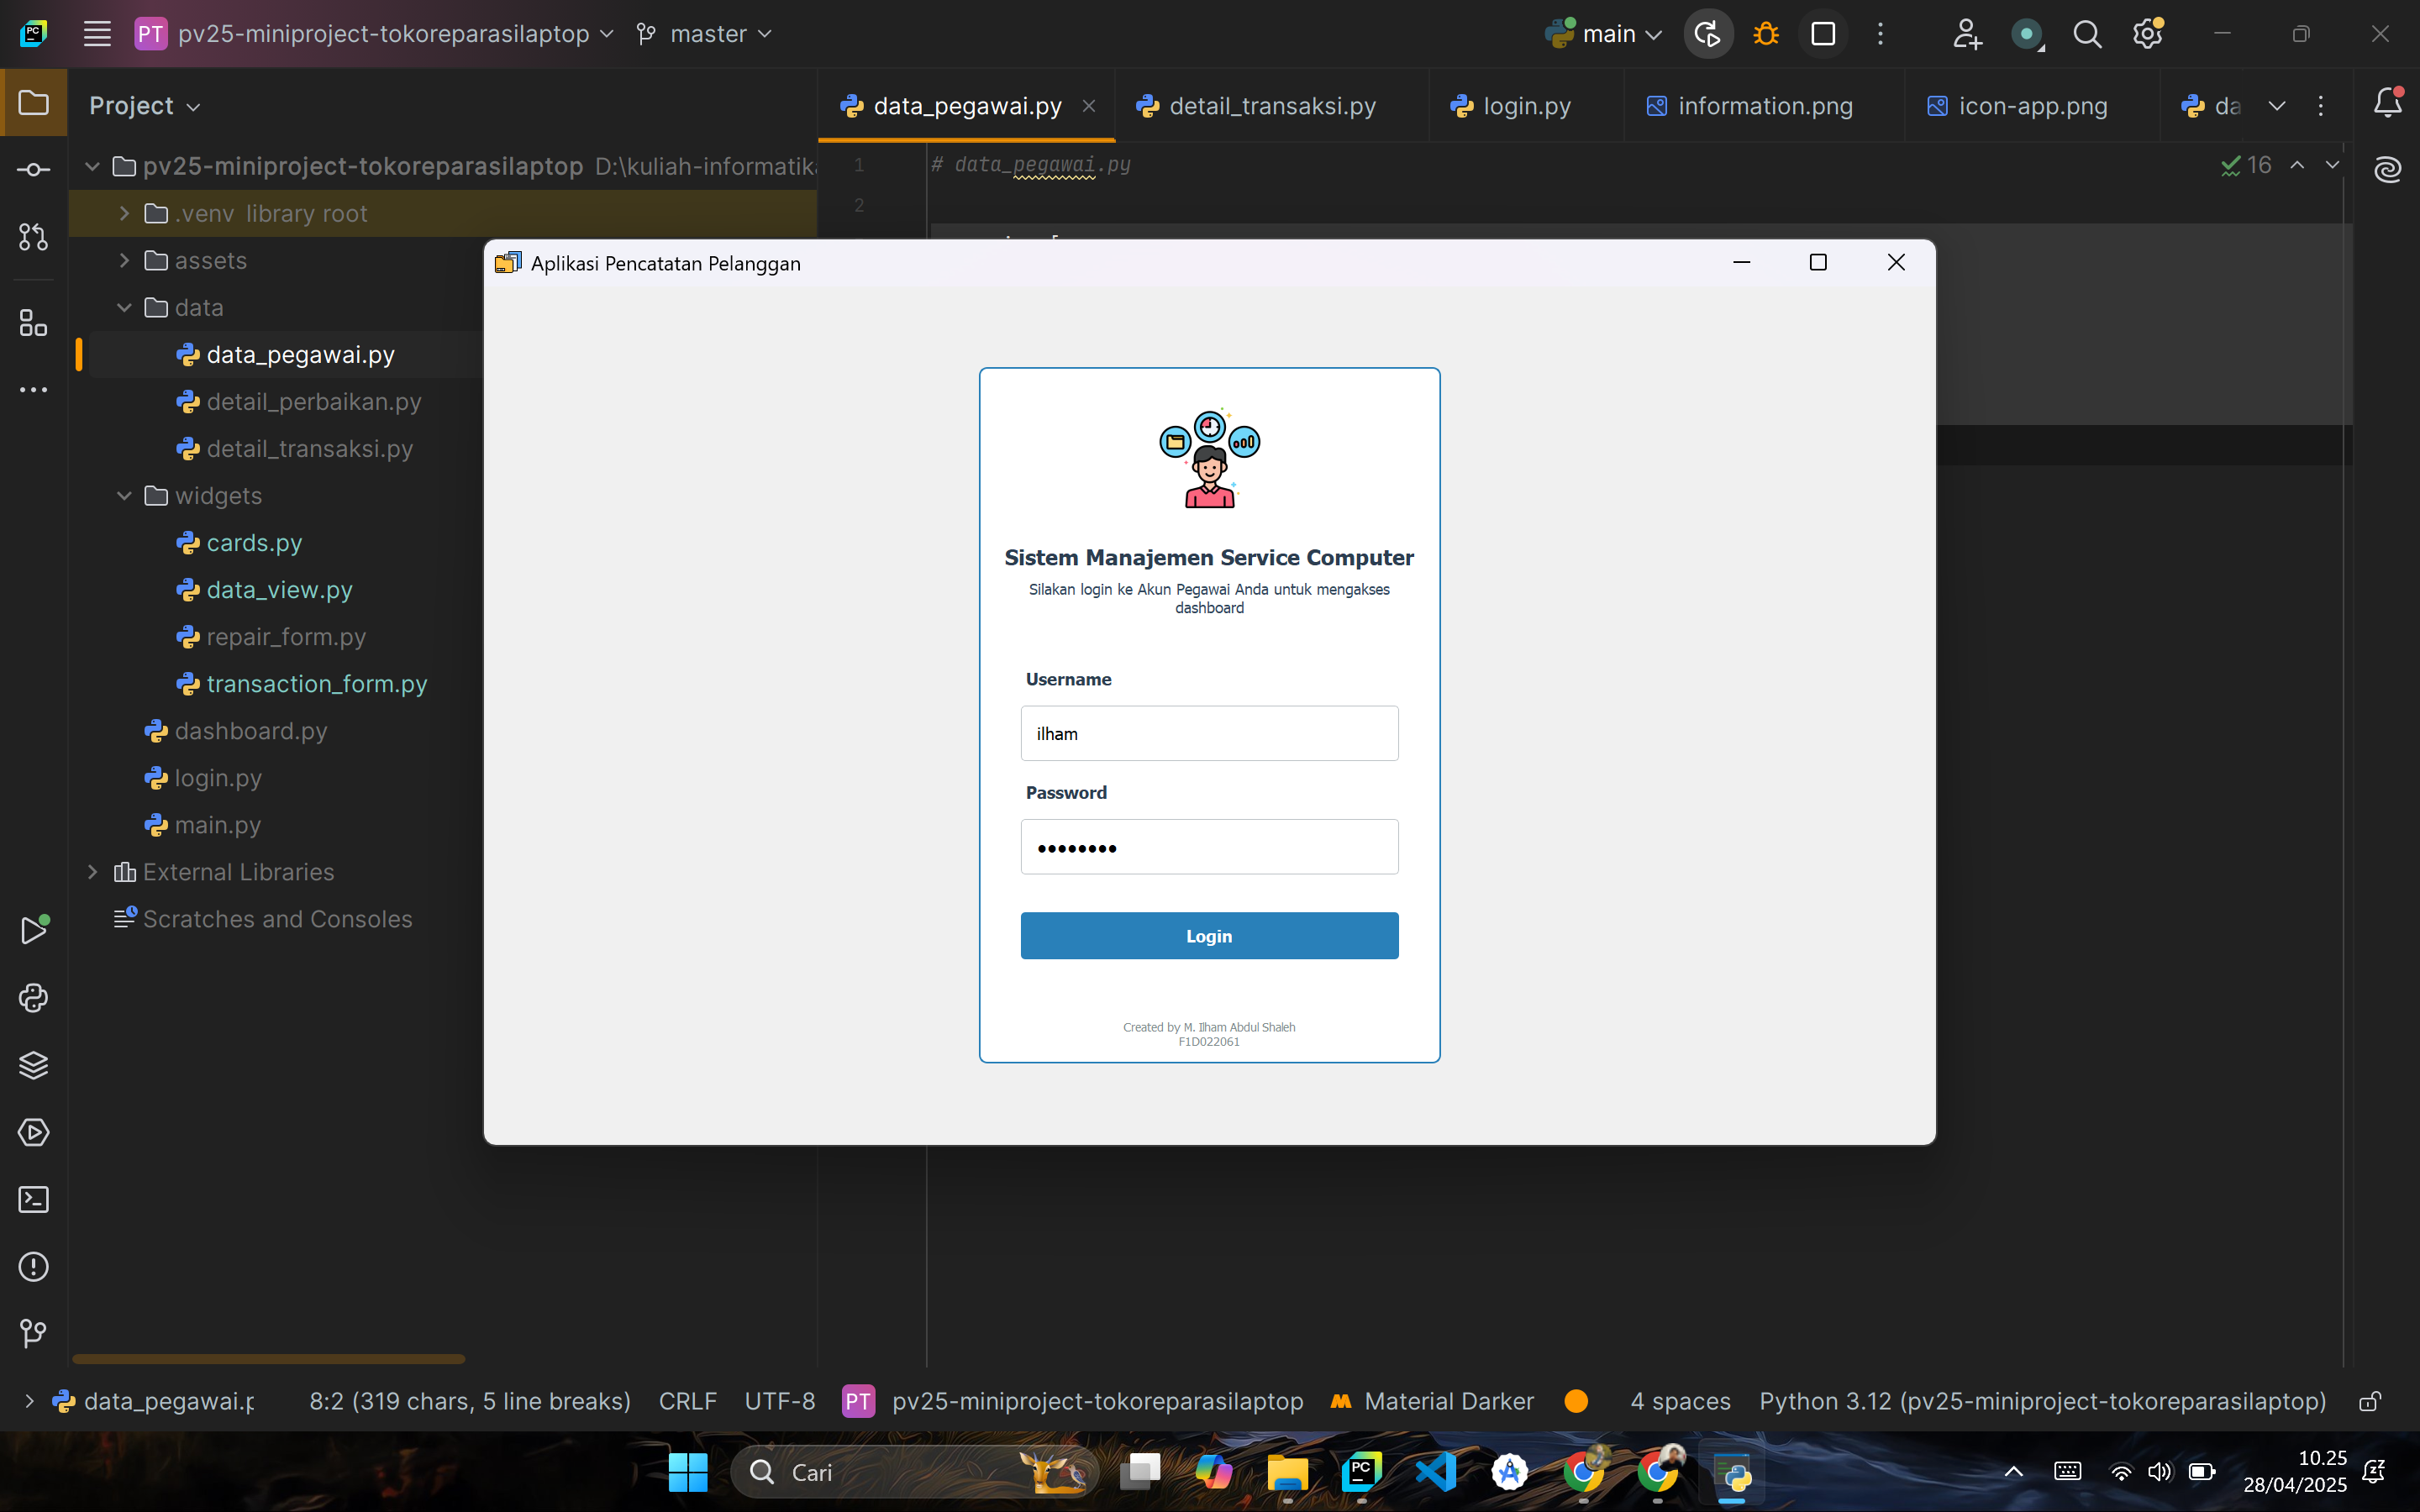 PT pv25-miniproject-tokoreparasilaptop master
main
Project
data_pegawai.py detail_transaksi.py login.py information.png icon-app.png da
pv25-miniproject-tokoreparasilaptop D:\kuliah-informatika
1 # data_pegawai.py
16
2
.venv library root
assets
data
data_pegawai.py
detail_perbaikan.py
detail_transaksi.py
widgets
cards.py
data_view.py
repair_form.py
transaction_form.py
dashboard.py
login.py
main.py
External Libraries
Scratches and Consoles
Aplikasi Pencatatan Pelanggan
Sistem Manajemen Service Computer
Silakan login ke Akun Pegawai Anda untuk mengakses
dashboard
Username
ilham
Password
••••••••
Login
Created by M. Ilham Abdul Shaleh
F1D022061
data_pegawai.p 8:2 (319 chars, 5 line breaks) CRLF UTF-8 PT pv25-miniproject-tokoreparasilaptop Material Darker 4 spaces Python 3.12 (pv25-miniproject-tokoreparasilaptop)
Cari
10.25
28/04/2025